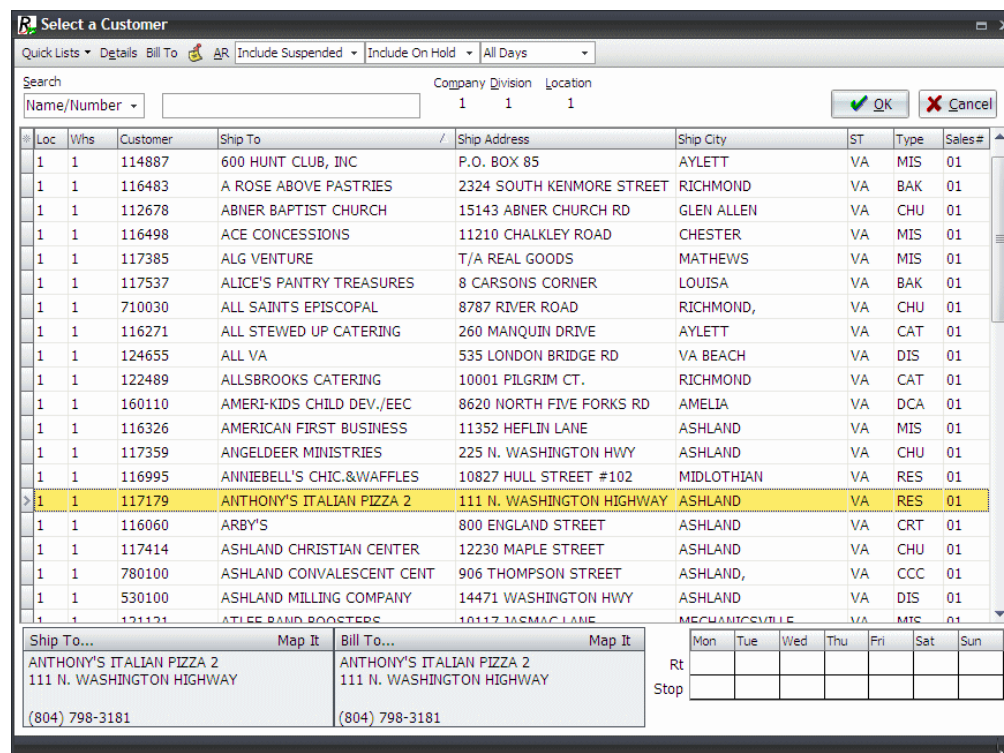 Select a Customer
Quick Lists Details Bill To AR Include Suspended Include On Hold All Days
Search Company Division Location
Name/Number 1 1 1 OK Cancel
Loc Whs Customer Ship To Ship Address Ship City ST Type Sales#
1 1 114887 600 HUNT CLUB, INC P.O. BOX 85 AYLETT VA MIS 01
1 1 116483 A ROSE ABOVE PASTRIES 2324 SOUTH KENMORE STREET RICHMOND VA BAK 01
1 1 112678 ABNER BAPTIST CHURCH 15143 ABNER CHURCH RD GLEN ALLEN VA CHU 01
1 1 116498 ACE CONCESSIONS 11210 CHALKLEY ROAD CHESTER VA MIS 01
1 1 117385 ALG VENTURE T/A REAL GOODS MATHEWS VA MIS 01
1 1 117537 ALICE'S PANTRY TREASURES 8 CARSONS CORNER LOUISA VA BAK 01
1 1 710030 ALL SAINTS EPISCOPAL 8787 RIVER ROAD RICHMOND, VA CHU 01
1 1 116271 ALL STEWED UP CATERING 260 MANQUIN DRIVE AYLETT VA CAT 01
1 1 124655 ALL VA 535 LONDON BRIDGE RD VA BEACH VA DIS 01
1 1 122489 ALLSBROOKS CATERING 10001 PILGRIM CT. RICHMOND VA CAT 01
1 1 160110 AMERI-KIDS CHILD DEV./EEC 8620 NORTH FIVE FORKS RD AMELIA VA DCA 01
1 1 116326 AMERICAN FIRST BUSINESS 11352 HEFLIN LANE ASHLAND VA MIS 01
1 1 117359 ANGELDEER MINISTRIES 225 N. WASHINGTON HWY ASHLAND VA CHU 01
1 1 116995 ANNIEBELL'S CHIC.&WAFFLES 10827 HULL STREET #102 MIDLOTHIAN VA RES 01
1 1 117179 ANTHONY'S ITALIAN PIZZA 2 111 N. WASHINGTON HIGHWAY ASHLAND VA RES 01
1 1 116060 ARBY'S 800 ENGLAND STREET ASHLAND VA CRT 01
1 1 117414 ASHLAND CHRISTIAN CENTER 12230 MAPLE STREET ASHLAND VA CHU 01
1 1 780100 ASHLAND CONVALESCENT CENT 906 THOMPSON STREET ASHLAND, VA CCC 01
1 1 530100 ASHLAND MILLING COMPANY 14471 WASHINGTON HWY ASHLAND VA DIS 01
1 1 121121 ATLEE BAND BOOSTERS 10117 JASMAC LANE MECHANICSVILLE VA MIS 01
Ship To... Map It Bill To... Map It Mon Tue Wed Thu Fri Sat Sun
ANTHONY'S ITALIAN PIZZA 2 ANTHONY'S ITALIAN PIZZA 2 Rt
111 N. WASHINGTON HIGHWAY 111 N. WASHINGTON HIGHWAY Stop
(804) 798-3181 (804) 798-3181